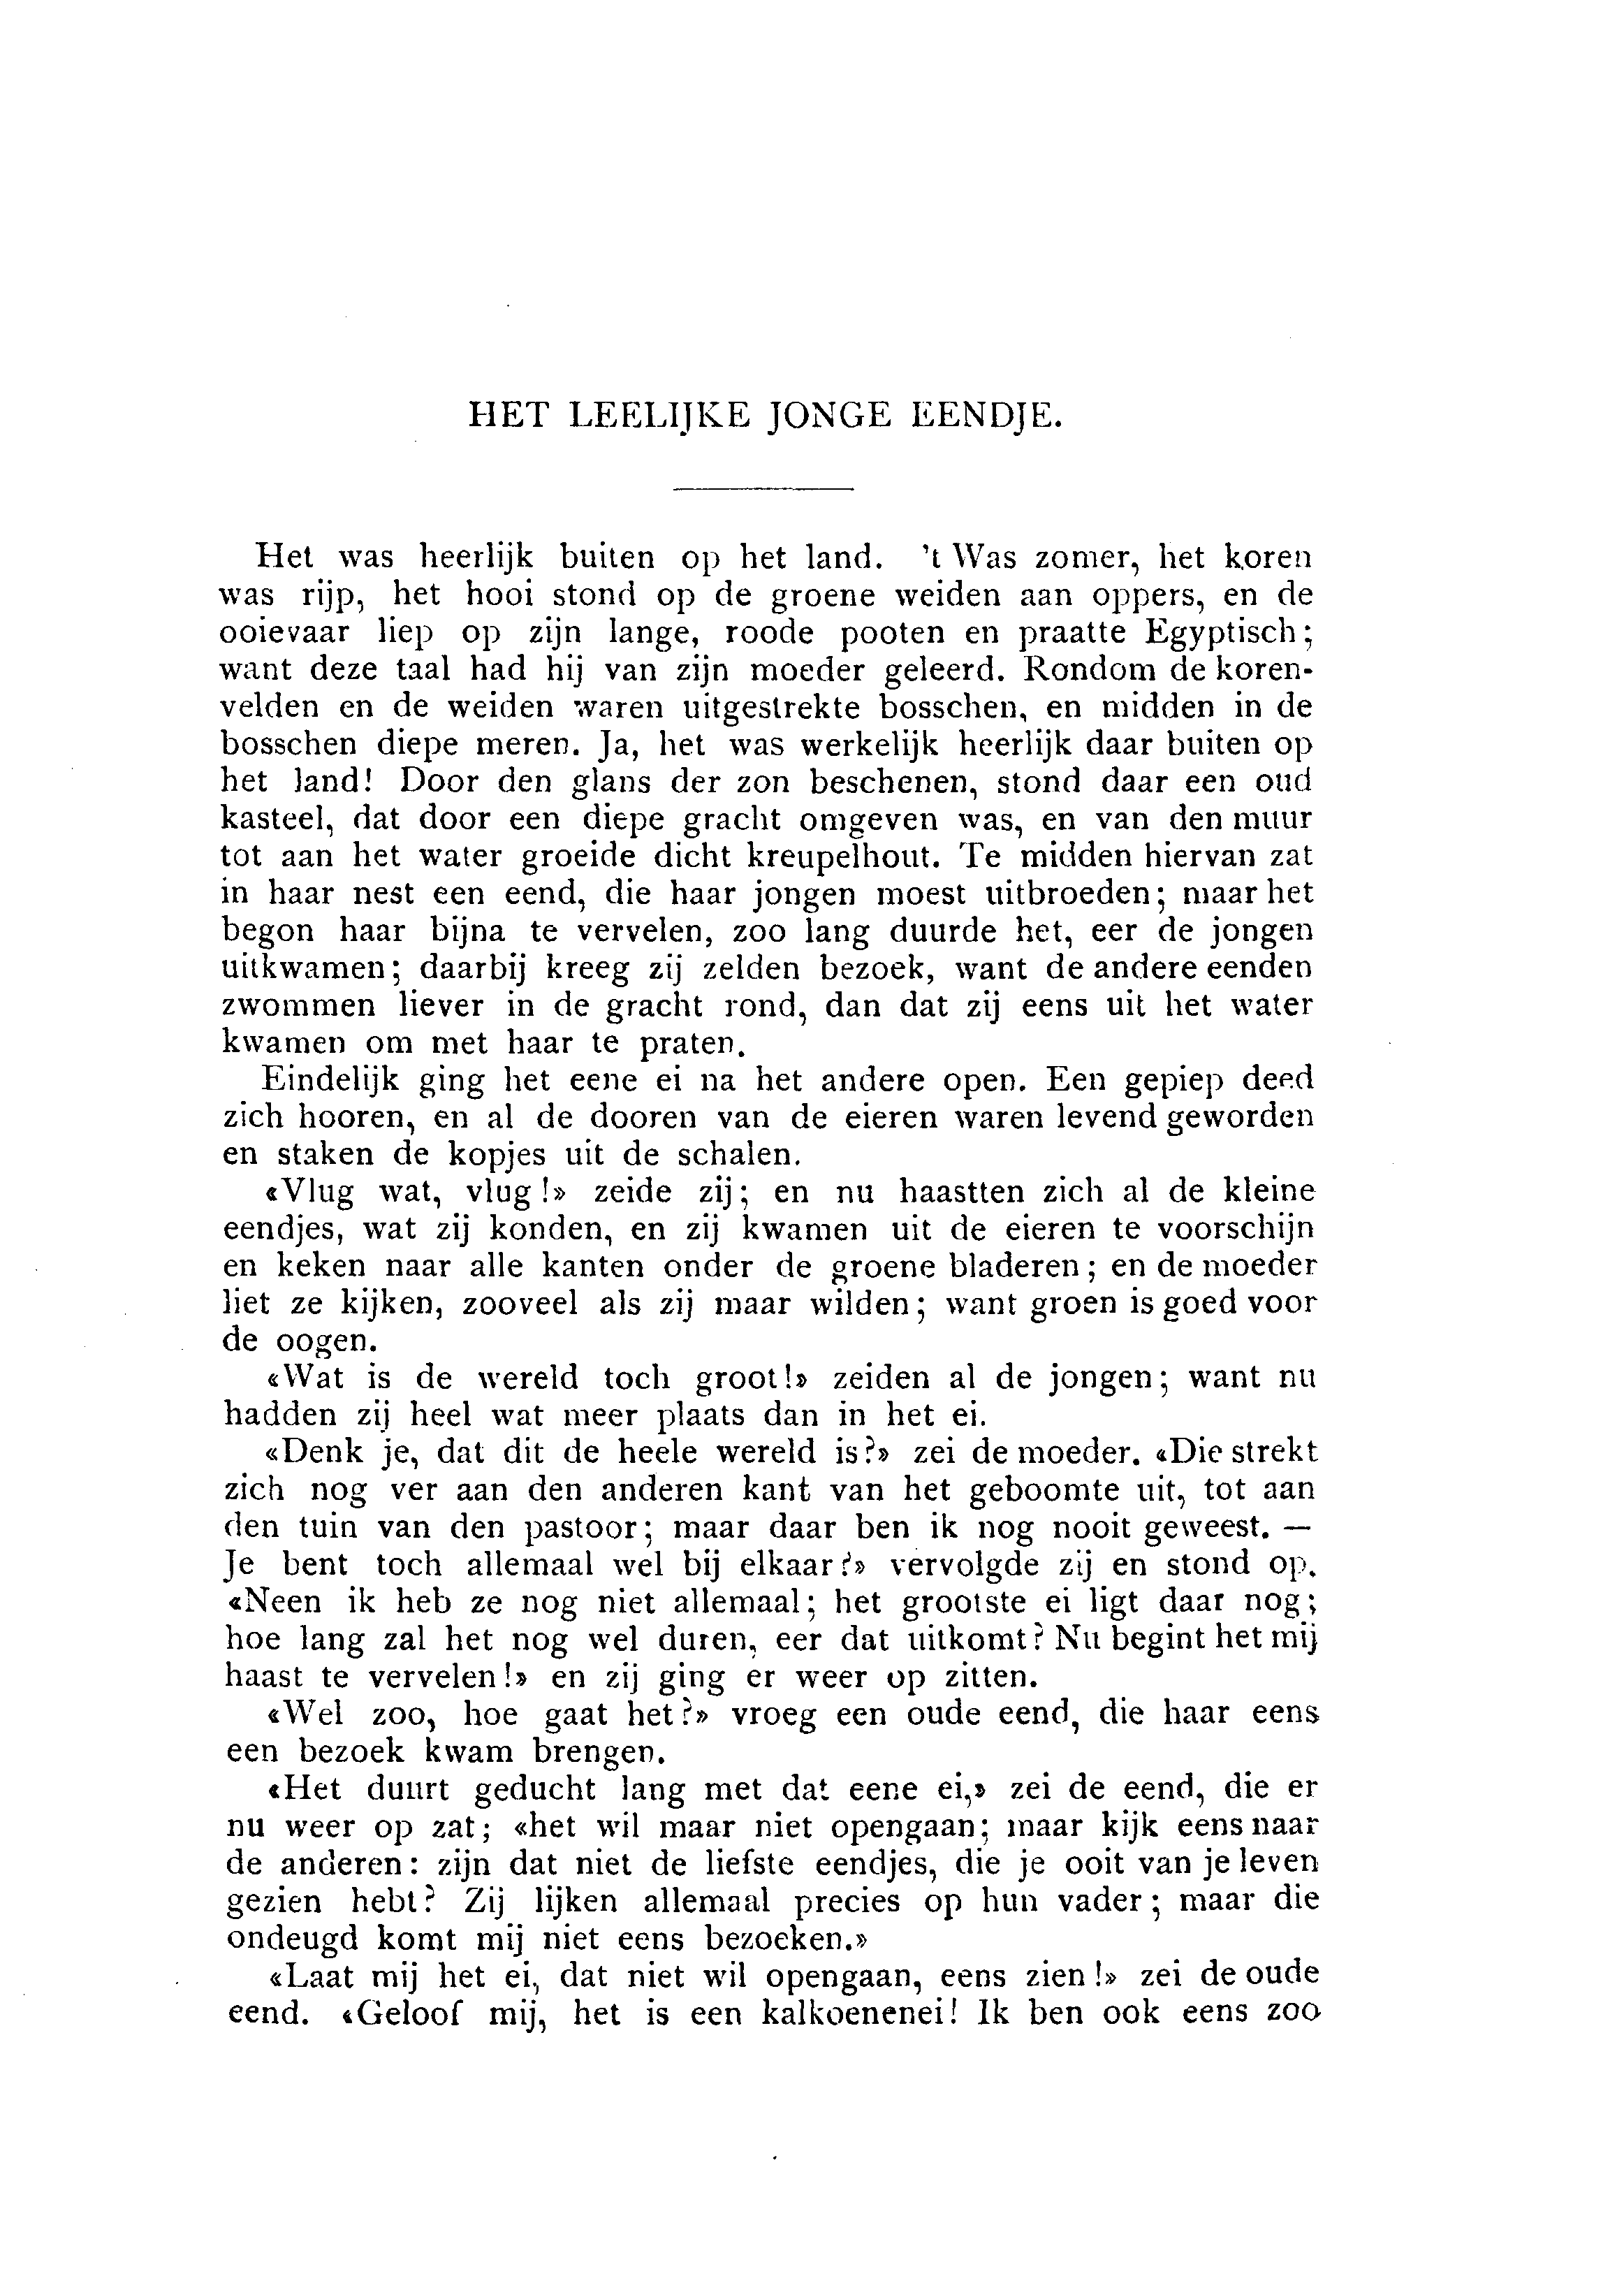 HET LEELIJKE JONGE EENDJE.
Het was heerlijk buiten op het land. 't Was zomer, het koren
was rijp, het hooi stond op de groene weiden aan oppers, en de
ooievaar liep op zijn lange, roode pooten en praatte Egyptisch;
want deze taal had hij van zijn moeder geleerd. Rondom de koren-
velden en de weiden waren uitgestrekte bosschen, en midden in de
bosschen diepe meren. Ja, het was werkelijk heerlijk daar buiten op
het land! Door den glans der zon beschenen, stond daar een oud
kasteel, dat door een diepe gracht omgeven was, en van den muur
tot aan het water groeide dicht kreupelhout. Te midden hiervan zat
in haar nest een eend, die haar jongen moest uitbroeden; maar het
begon haar bijna te vervelen, zoo lang duurde het, eer de jongen
uitkwamen; daarbij kreeg zij zelden bezoek, want de andere eenden
zwommen liever in de gracht rond, dan dat zij eens uit het water
kwamen om met haar te praten.
Eindelijk ging het eene ei na het andere open. Een gepiep deed
zich hooren, en al de dooren van de eieren waren levend geworden
en staken de kopjes uit de schalen.
«Vlug wat, vlug!» zeide zij; en nu haastten zich al de kleine
eendjes, wat zij konden, en zij kwamen uit de eieren te voorschijn
en keken naar alle kanten onder de groene bladeren; en de moeder
liet ze kijken, zooveel als zij maar wilden; want groen is goed voor
de oogen.
«Wat is de wereld toch groot!» zeiden al de jongen; want nu
hadden zij heel wat meer plaats dan in het ei.
«Denk je, dat dit de heele wereld is?» zei de moeder. «Die strekt
zich nog ver aan den anderen kant van het geboomte uit, tot aan
den tuin van den pastoor; maar daar ben ik nog nooit geweest. —
Je bent toch allemaal wel bij elkaar?» vervolgde zij en stond op.
«Neen ik heb ze nog niet allemaal; het grootste ei ligt daar nog;
hoe lang zal het nog wel duren, eer dat uitkomt? Nu begint het mij
haast te vervelen!» en zij ging er weer op zitten.
«Wel zoo, hoe gaat het?» vroeg een oude eend, die haar eens
een bezoek kwam brengen.
«Het duurt geducht lang met dat eene ei,» zei de eend, die er
nu weer op zat; «het wil maar niet opengaan; maar kijk eens naar
de anderen: zijn dat niet de liefste eendjes, die je ooit van je leven
gezien hebt? Zij lijken allemaal precies op hun vader; maar die
ondeugd komt mij niet eens bezoeken.»
«Laat mij het ei, dat niet wil opengaan, eens zien!» zei de oude
eend. «Geloof mij, het is een kalkoenenei! Ik ben ook eens zoo